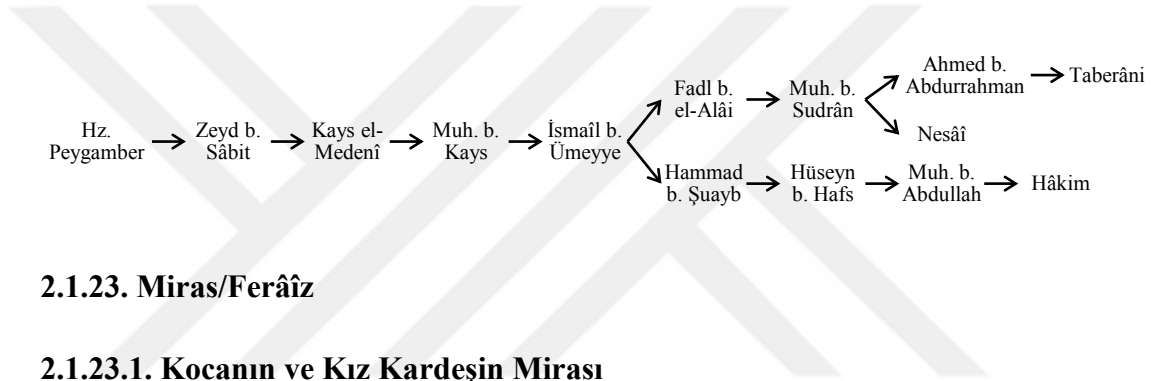 Hz.
Peygamber
Zeyd b.
Sâbit
Kays el-
Medenî
Muh. b.
Kays
İsmaîl b.
Ümeyye
Fadl b.
el-Alâi
Muh. b.
Sudrân
Ahmed b.
Abdurrahman
Taberâni
Nesâî
Hammad
b. Şuayb
Hüseyn
b. Hafs
Muh. b.
Abdullah
Hâkim
2.1.23. Miras/Ferâîz
2.1.23.1. Kocanın ve Kız Kardeşin Mirası